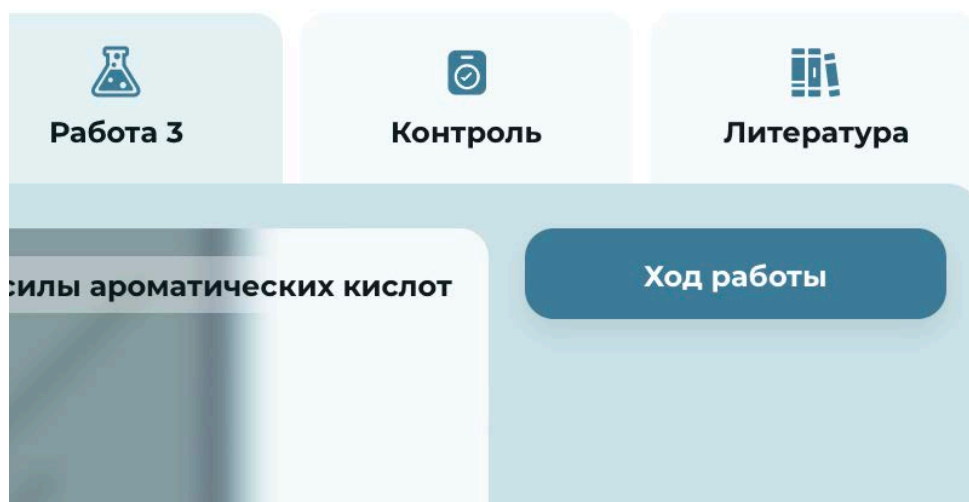 Работа 3
Контроль
Литература
силы ароматических кислот
Ход работы